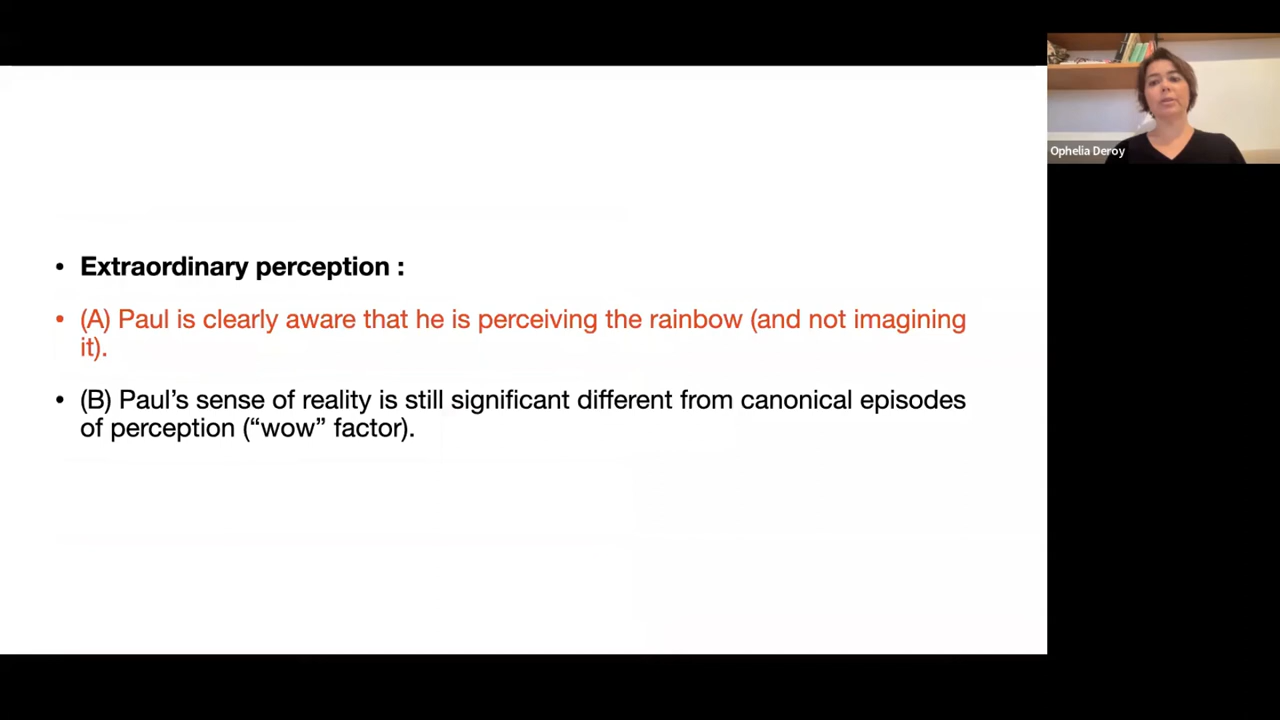 Ophelia Deroy
• Extraordinary perception :
• (A) Paul is clearly aware that he is perceiving the rainbow (and not imagining
it).
• (B) Paul’s sense of reality is still significant different from canonical episodes
of perception (“wow” factor).